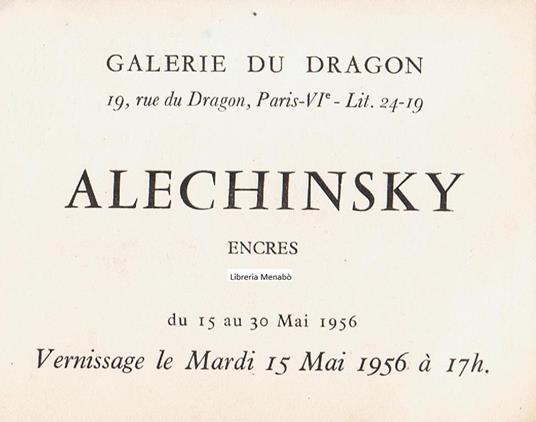 GALERIE DU DRAGON
19, rue du Dragon, Paris-VIe - Lit. 24-19
ALECHINSKY
ENCRES
Libreria Menabò
du 15 au 30 Mai 1956
Vernissage le Mardi 15 Mai 1956 à 17h.